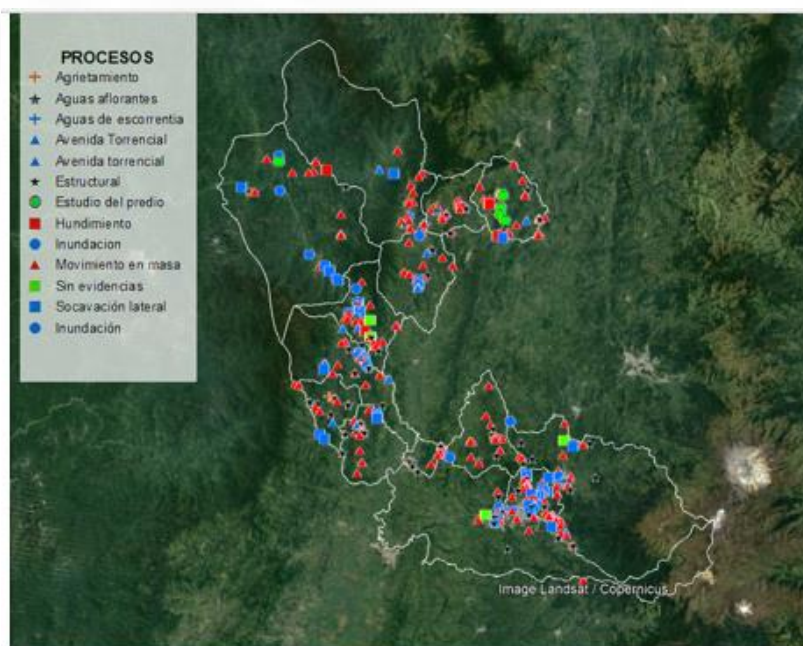 PROCESOS
Agrietamiento
Aguas aflorantes
Aguas de escorrentia
Avenida Torrencial
Avenida torrencial
Estructural
Estudio del predio
Hundimiento
Inundacion
Movimiento en masa
Sin evidencias
Socavación lateral
Inundación
Image Landsat / Copernicus